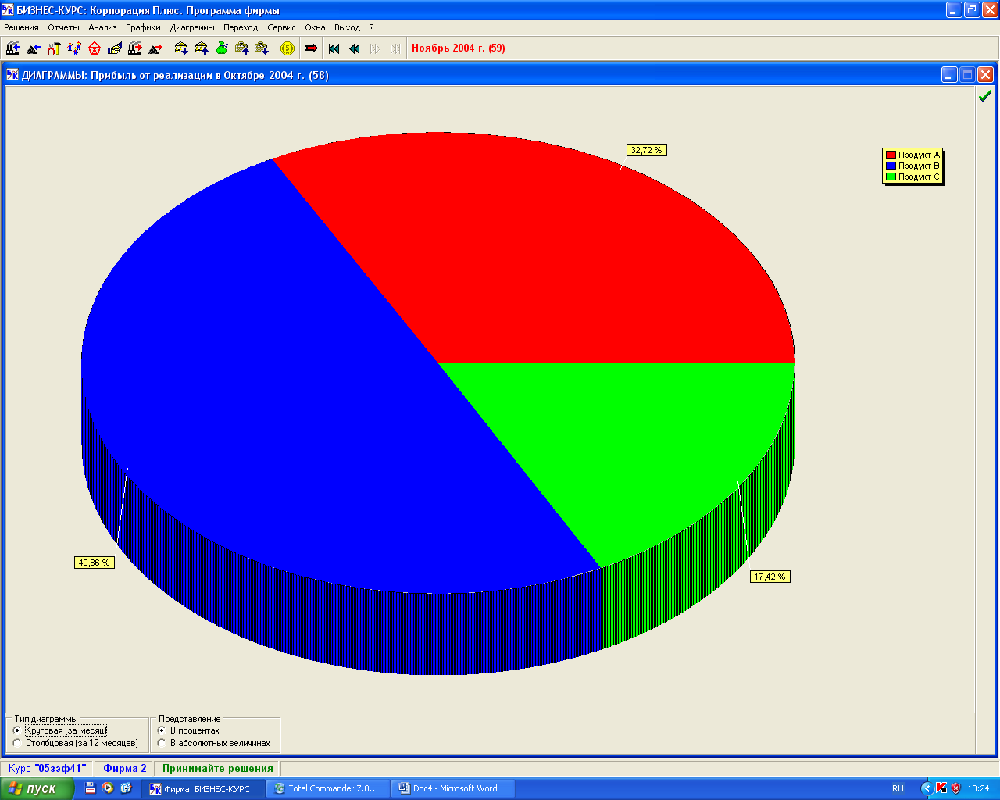 БИЗНЕС-КУРС: Корпорация Плюс. Программа фирмы
Решения Отчеты Анализ Графики Диаграммы Переход Сервис Окна Выход ?
Ноябрь 2004 г. (59)
ДИАГРАММЫ: Прибыль от реализации в Октябре 2004 г. (58)
32,72 %
Продукт A
Продукт B
Продукт C
49,86 %
17,42 %
Тип диаграммы
Круговая (за месяц)
Столбцовая (за 12 месяцев)
Представление
В процентах
В абсолютных величинах
Курс "05ззф41" Фирма 2 Принимайте решения
пуск Фирма. БИЗНЕС-КУРС Total Commander 7.0... Doc4 - Microsoft Word RU 13:24